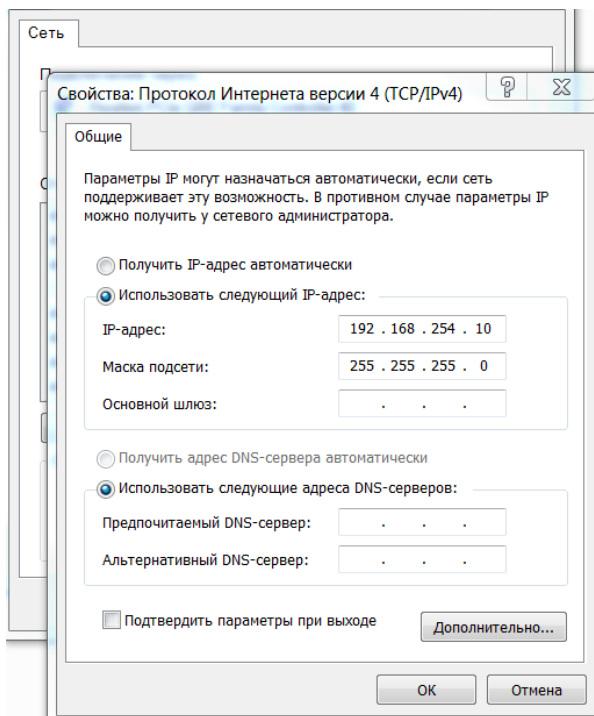 Сеть
Свойства: Протокол Интернета версии 4 (TCP/IPv4)
Общие
Параметры IP могут назначаться автоматически, если сеть
поддерживает эту возможность. В противном случае параметры IP
можно получить у сетевого администратора.
Получить IP-адрес автоматически
Использовать следующий IP-адрес:
IP-адрес: 192 . 168 . 254 . 10
Маска подсети: 255 . 255 . 255 . 0
Основной шлюз: . . .
Получить адрес DNS-сервера автоматически
Использовать следующие адреса DNS-серверов:
Предпочитаемый DNS-сервер: . . .
Альтернативный DNS-сервер: . . .
Подтвердить параметры при выходе
Дополнительно...
ОК Отмена